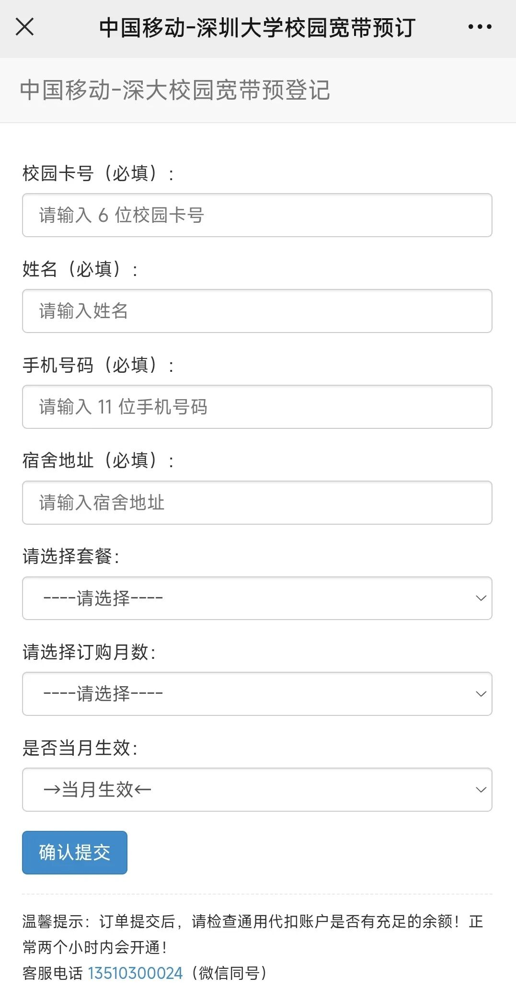 中国移动-深圳大学校园宽带预订
中国移动-深大校园宽带预登记
校园卡号（必填）:
请输入 6 位校园卡号
姓名（必填）:
请输入姓名
手机号码（必填）:
请输入 11 位手机号码
宿舍地址（必填）:
请输入宿舍地址
请选择套餐:
----请选择----
请选择订购月数:
----请选择----
是否当月生效:
→当月生效←
确认提交
温馨提示：订单提交后，请检查通用代扣账户是否有充足的余额！正
常两个小时内会开通！
客服电话 13510300024（微信同号）